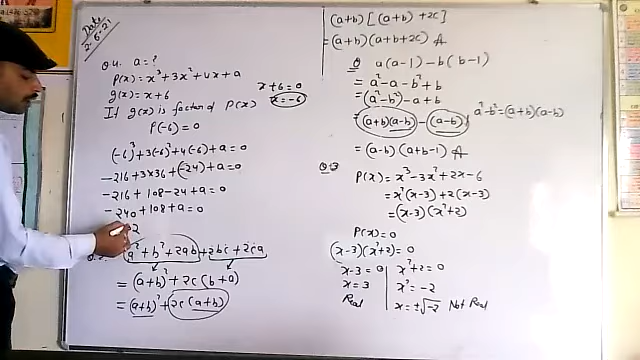 Date
2-6-21
Q4. a=?
P(x)=x³+3x²+4x+a
g(x)=x+6
x+6=0
x=-6
If g(x) is factor of P(x)
P(-6)=0
(-6)³+3(-6)²+4(-6)+a=0
-216+3×36+(-24)+a=0
-216+108-24+a=0
-240+108+a=0
a²+b²+2ab+2bc+2ca
=(a+b)²+2c(b+a)
=(a+b)²+2c(a+b)
(a+b)[(a+b)+2c]
=(a+b)(a+b+2c) A
Q a(a-1)-b(b-1)
=a²-a-b²+b
=(a²-b²)-a+b
(a+b)(a-b)-(a-b)
a²-b²=(a+b)(a-b)
=(a-b)(a+b-1) A
Q.3 P(x)=x³-3x²+2x-6
=x²(x-3)+2(x-3)
=(x-3)(x²+2)
P(x)=0
(x-3)(x²+2)=0
x-3=0
x=3
Real
x²+2=0
x²=-2
x=±√-2 Not Real